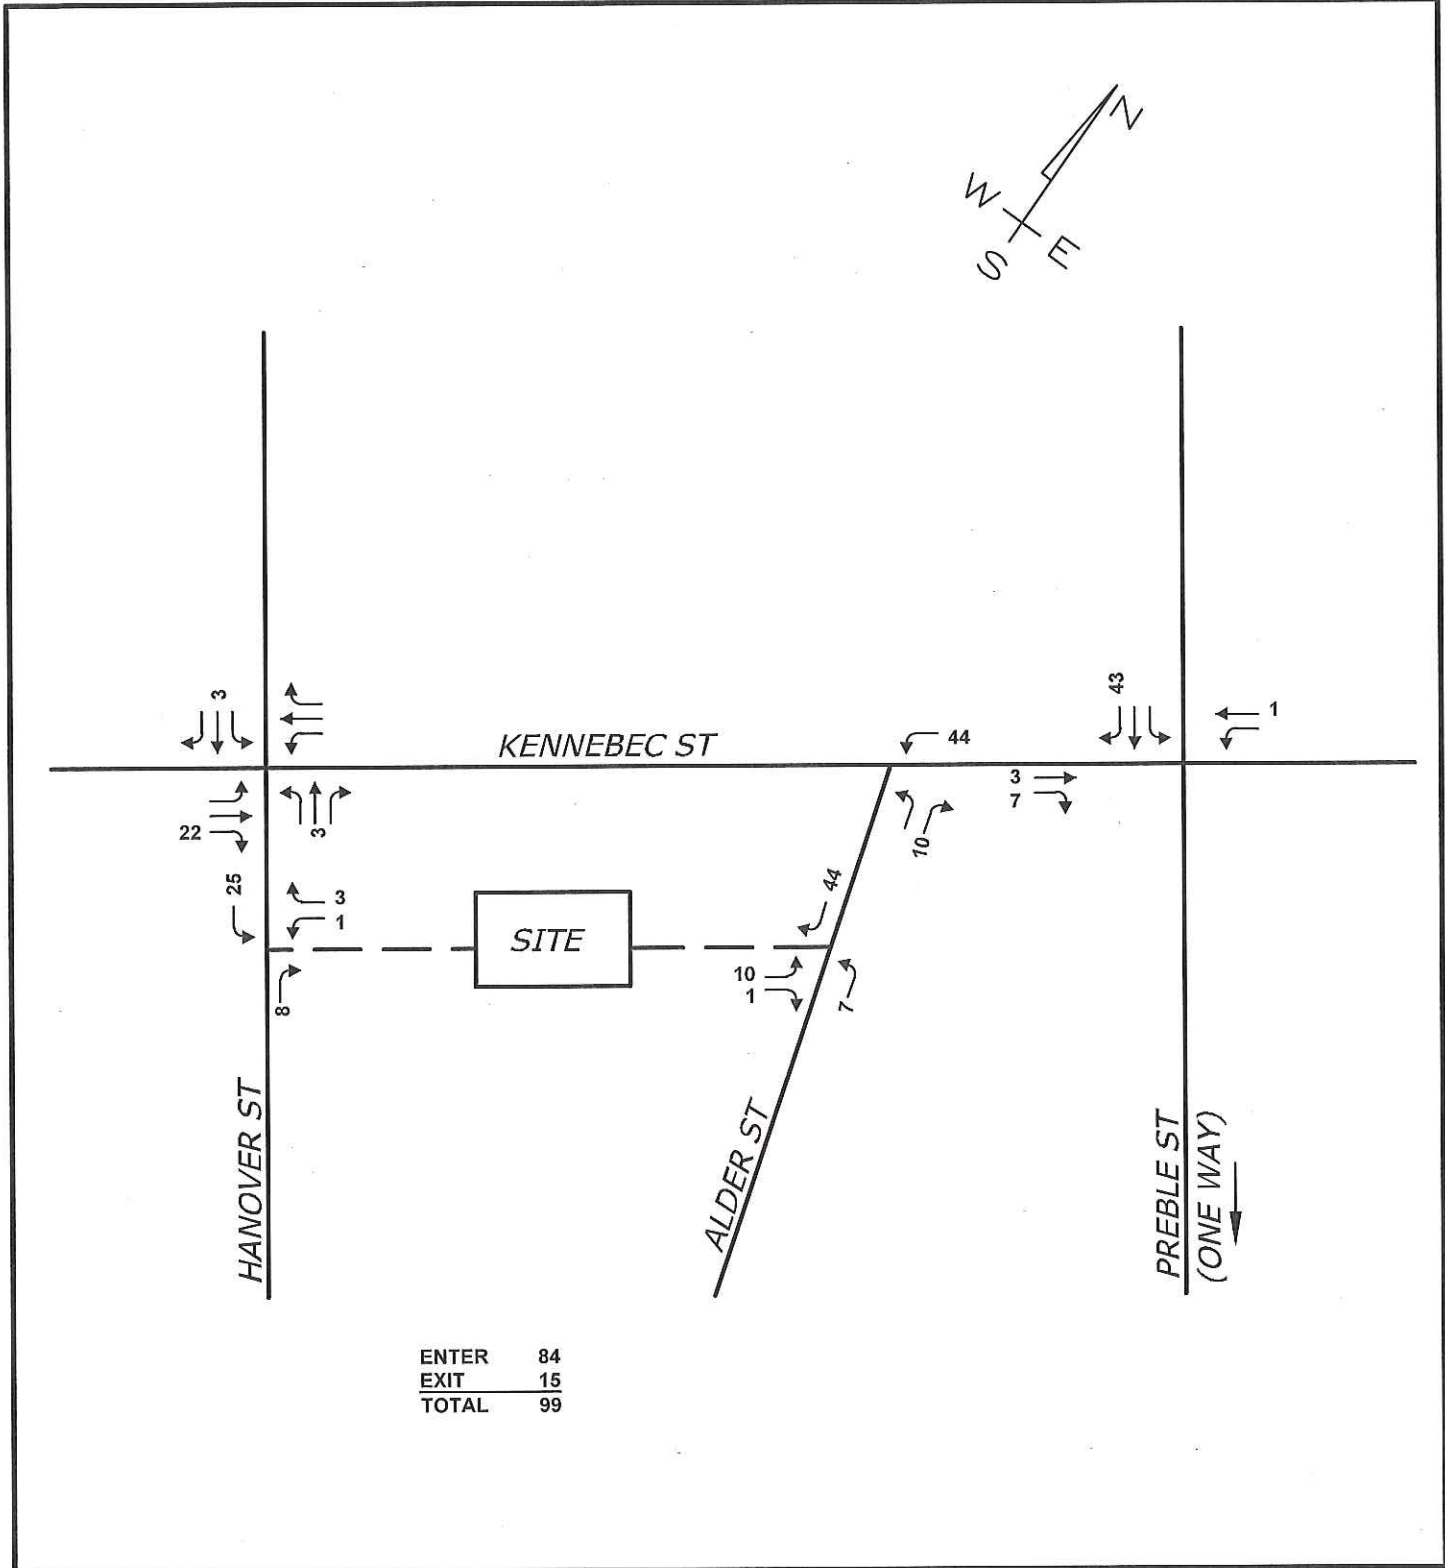 N
W
E
S
3
43
1
KENNEBEC ST
44
3
7
22
3
10
25
3
1
44
SITE
8
10
1
7
HANOVER ST
ALDER ST
PREBLE ST
(ONE WAY)
ENTER 84
EXIT 15
TOTAL 99